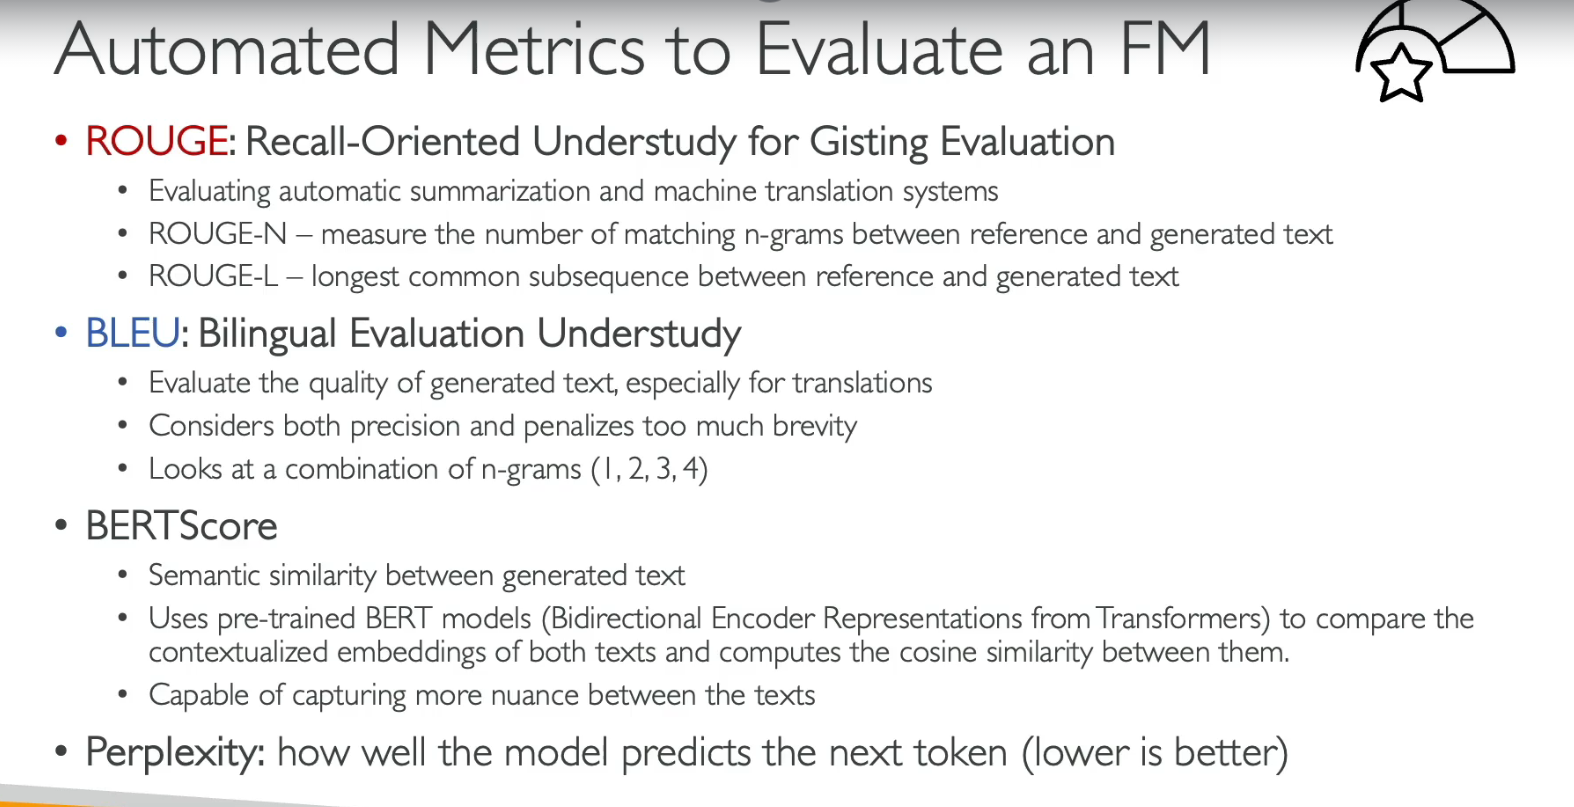 Automated Metrics to Evaluate an FM
• ROUGE: Recall-Oriented Understudy for Gisting Evaluation
• Evaluating automatic summarization and machine translation systems
• ROUGE-N – measure the number of matching n-grams between reference and generated text
• ROUGE-L – longest common subsequence between reference and generated text
• BLEU: Bilingual Evaluation Understudy
• Evaluate the quality of generated text, especially for translations
• Considers both precision and penalizes too much brevity
• Looks at a combination of n-grams (1, 2, 3, 4)
• BERTScore
• Semantic similarity between generated text
• Uses pre-trained BERT models (Bidirectional Encoder Representations from Transformers) to compare the
contextualized embeddings of both texts and computes the cosine similarity between them.
• Capable of capturing more nuance between the texts
• Perplexity: how well the model predicts the next token (lower is better)